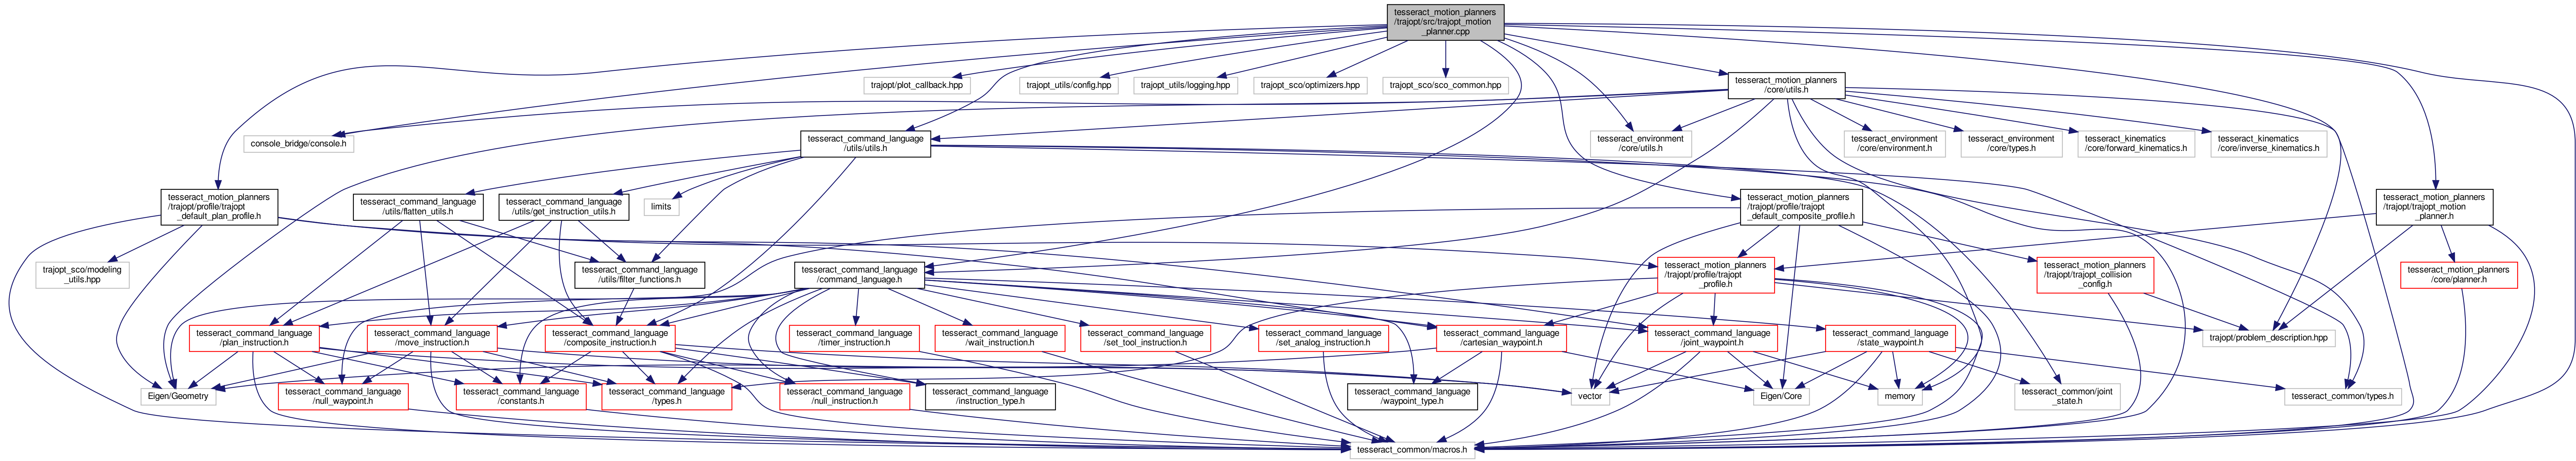 tesseract_motion_planners
/trajopt/src/trajopt_motion
_planner.cpp
trajopt/plot_callback.hpp
trajopt_utils/config.hpp
trajopt_utils/logging.hpp
trajopt_sco/optimizers.hpp
trajopt_sco/sco_common.hpp
tesseract_motion_planners
/core/utils.h
console_bridge/console.h
tesseract_command_language
/utils/utils.h
tesseract_environment
/core/utils.h
tesseract_environment
/core/environment.h
tesseract_environment
/core/types.h
tesseract_kinematics
/core/forward_kinematics.h
tesseract_kinematics
/core/inverse_kinematics.h
tesseract_motion_planners
/trajopt/profile/trajopt
_default_plan_profile.h
tesseract_command_language
/utils/flatten_utils.h
tesseract_command_language
/utils/get_instruction_utils.h
limits
tesseract_motion_planners
/trajopt/profile/trajopt
_default_composite_profile.h
tesseract_motion_planners
/trajopt/trajopt_motion
_planner.h
trajopt_sco/modeling
_utils.hpp
tesseract_command_language
/utils/filter_functions.h
tesseract_command_language
/command_language.h
tesseract_motion_planners
/trajopt/profile/trajopt
_profile.h
tesseract_motion_planners
/trajopt/trajopt_collision
_config.h
tesseract_motion_planners
/core/planner.h
tesseract_command_language
/plan_instruction.h
tesseract_command_language
/move_instruction.h
tesseract_command_language
/composite_instruction.h
tesseract_command_language
/timer_instruction.h
tesseract_command_language
/wait_instruction.h
tesseract_command_language
/set_tool_instruction.h
tesseract_command_language
/set_analog_instruction.h
tesseract_command_language
/cartesian_waypoint.h
tesseract_command_language
/joint_waypoint.h
tesseract_command_language
/state_waypoint.h
trajopt/problem_description.hpp
Eigen/Geometry
tesseract_command_language
/null_waypoint.h
tesseract_command_language
/constants.h
tesseract_command_language
/types.h
tesseract_command_language
/null_instruction.h
tesseract_command_language
/instruction_type.h
tesseract_command_language
/waypoint_type.h
vector
Eigen/Core
memory
tesseract_common/joint
_state.h
tesseract_common/types.h
tesseract_common/macros.h